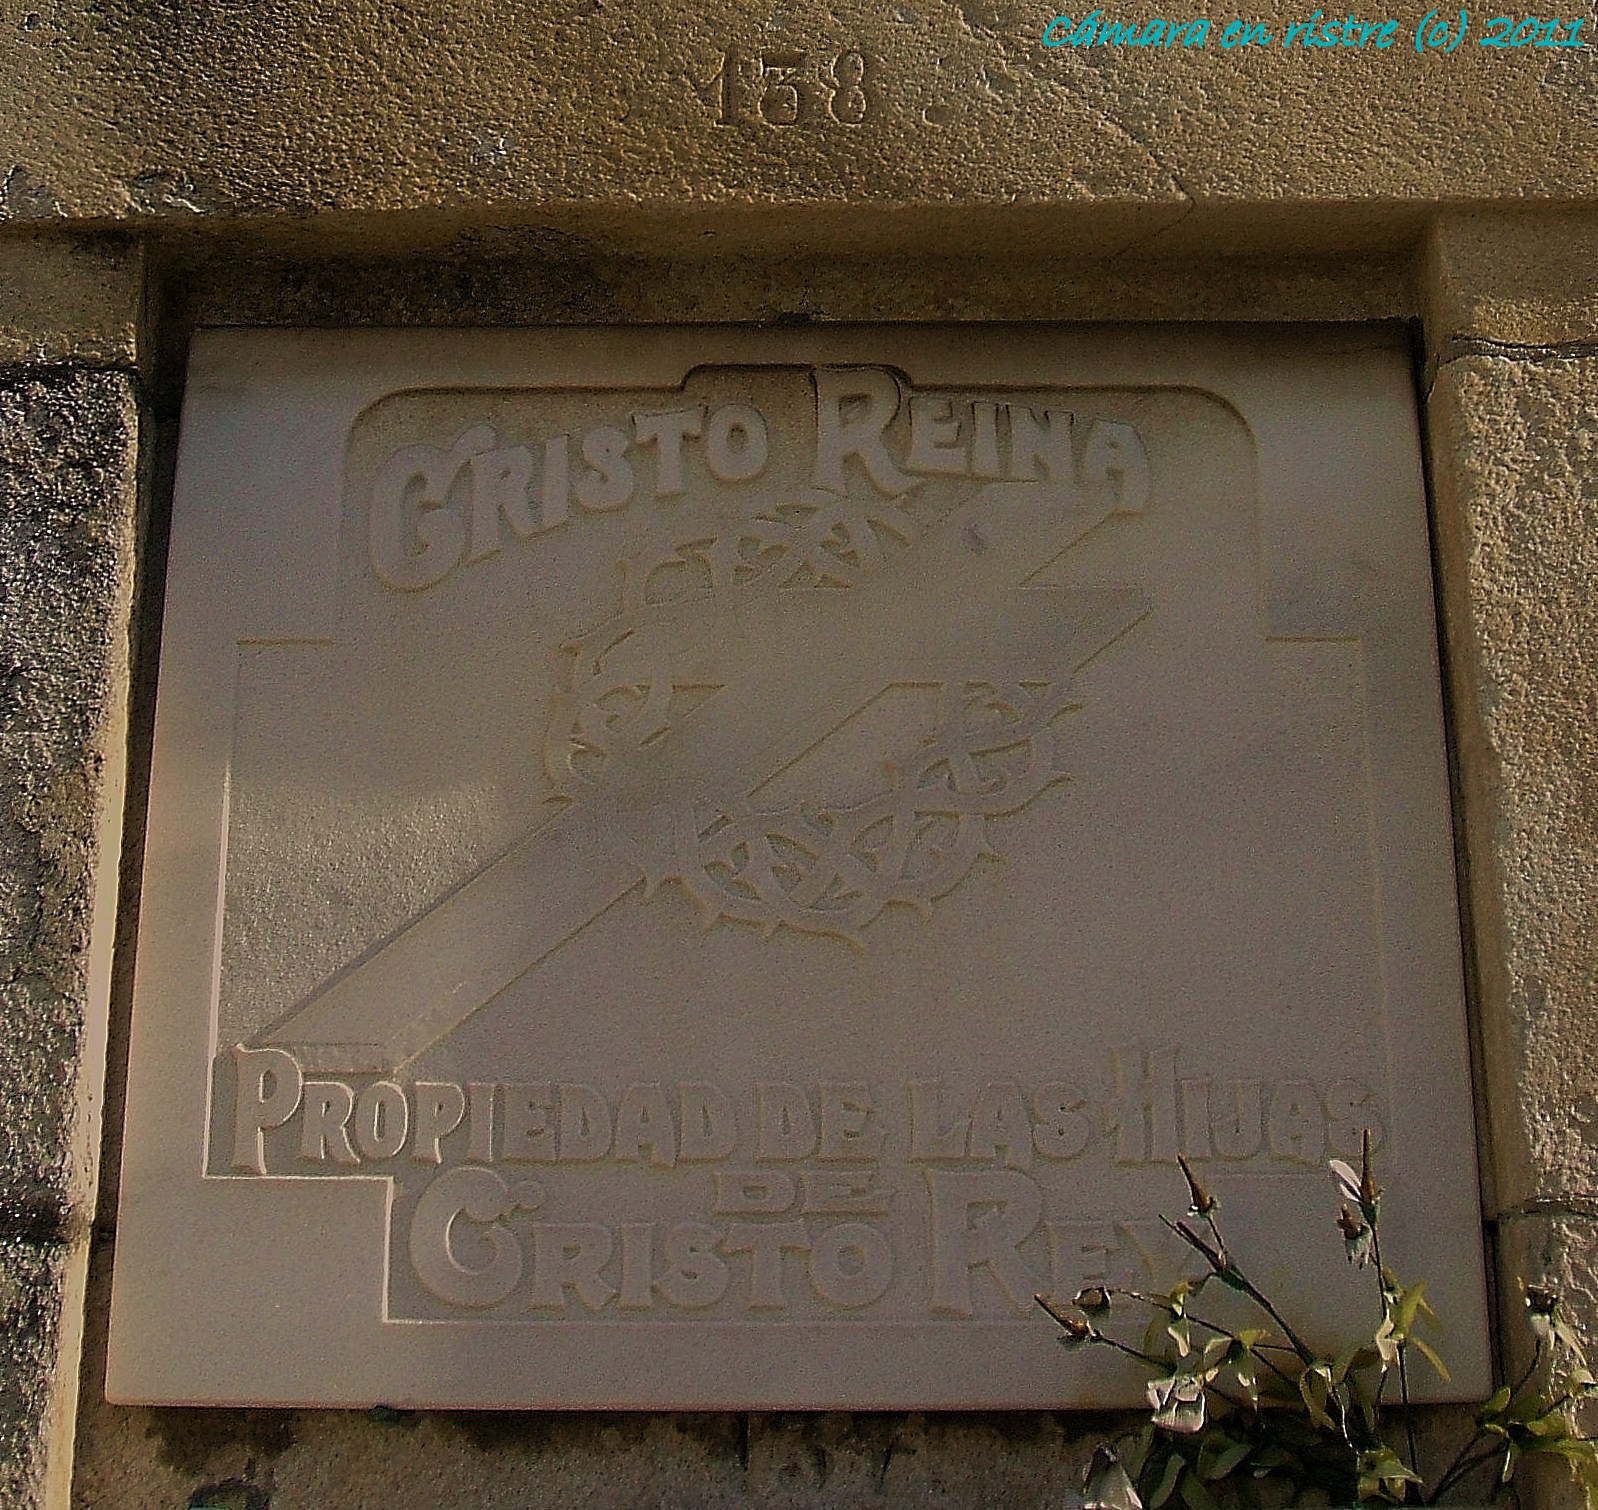 Cámara en ristre (c) 2011
138
CRISTO REINA
PROPIEDAD DE LAS HIJAS
DE
CRISTO REY